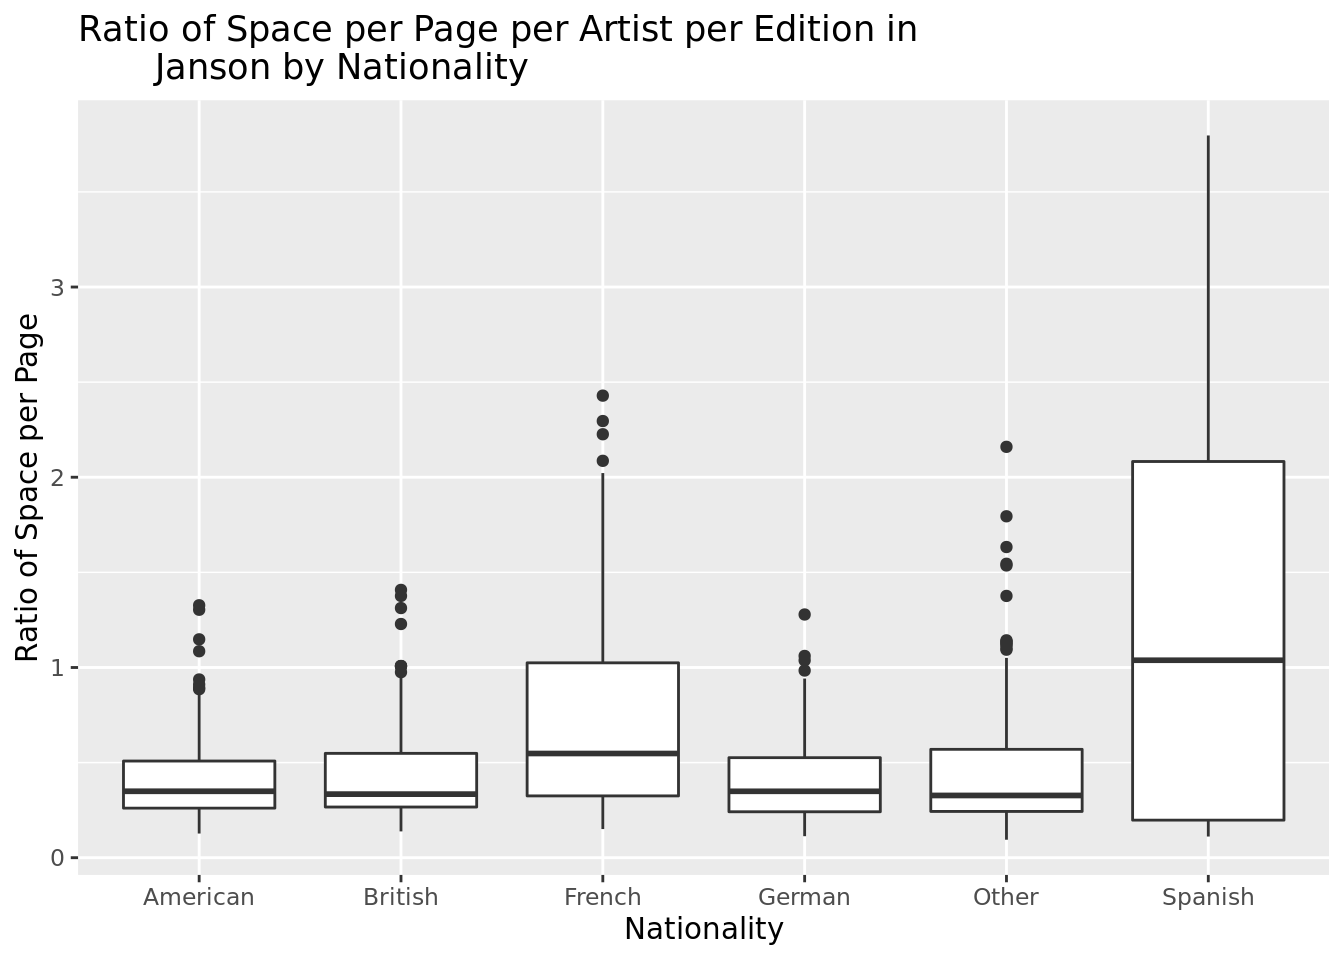 Ratio of Space per Page per Artist per Edition in
Janson by Nationality
Ratio of Space per Page
3
2
1
0
American British French German Other Spanish
Nationality